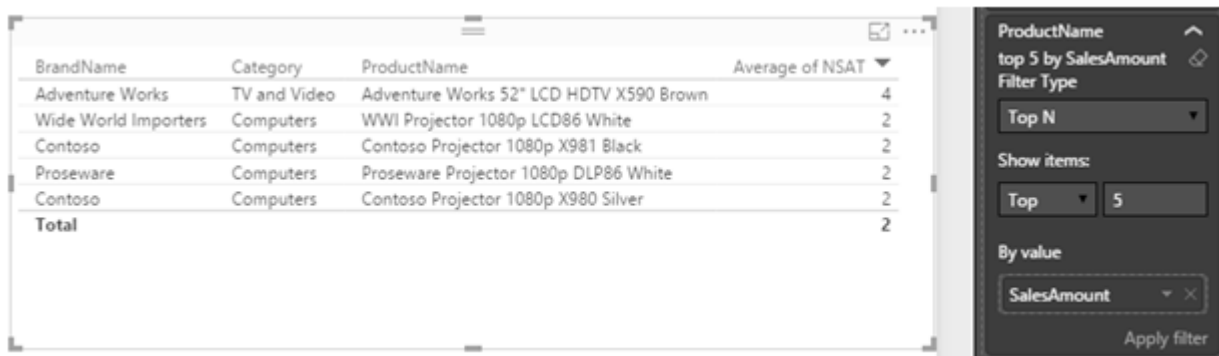 BrandName Category ProductName Average of NSAT
Adventure Works TV and Video Adventure Works 52" LCD HDTV X590 Brown 4
Wide World Importers Computers WWI Projector 1080p LCD86 White 2
Contoso Computers Contoso Projector 1080p X981 Black 2
Proseware Computers Proseware Projector 1080p DLP86 White 2
Contoso Computers Contoso Projector 1080p X980 Silver 2
Total 2
ProductName
top 5 by SalesAmount
Filter Type
Top N
Show items:
Top 5
By value
SalesAmount
Apply filter